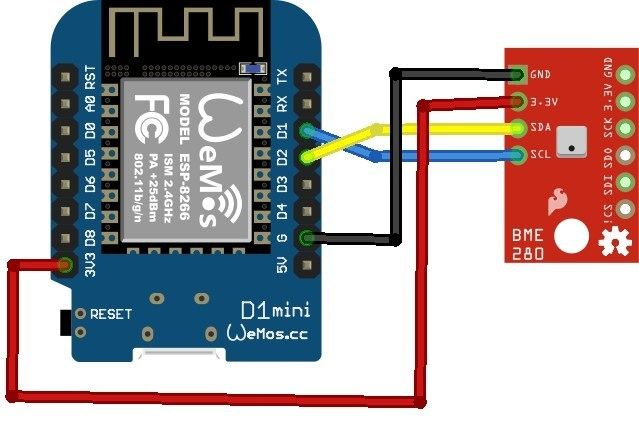 RST
A0
D0
D5
D6
D7
D8
3V3
TX
RX
D1
D2
D3
D4
G
5V
WeMos
MODEL ESP-8266
ISM 2.4GHz
PA +25dBm
802.11b/g/n
FC
RESET
D1mini
WeMos.cc
GND
3.3V
SDA
SCL
GND
3.3V
SCK
SDO
SDI
!CS
BME
280